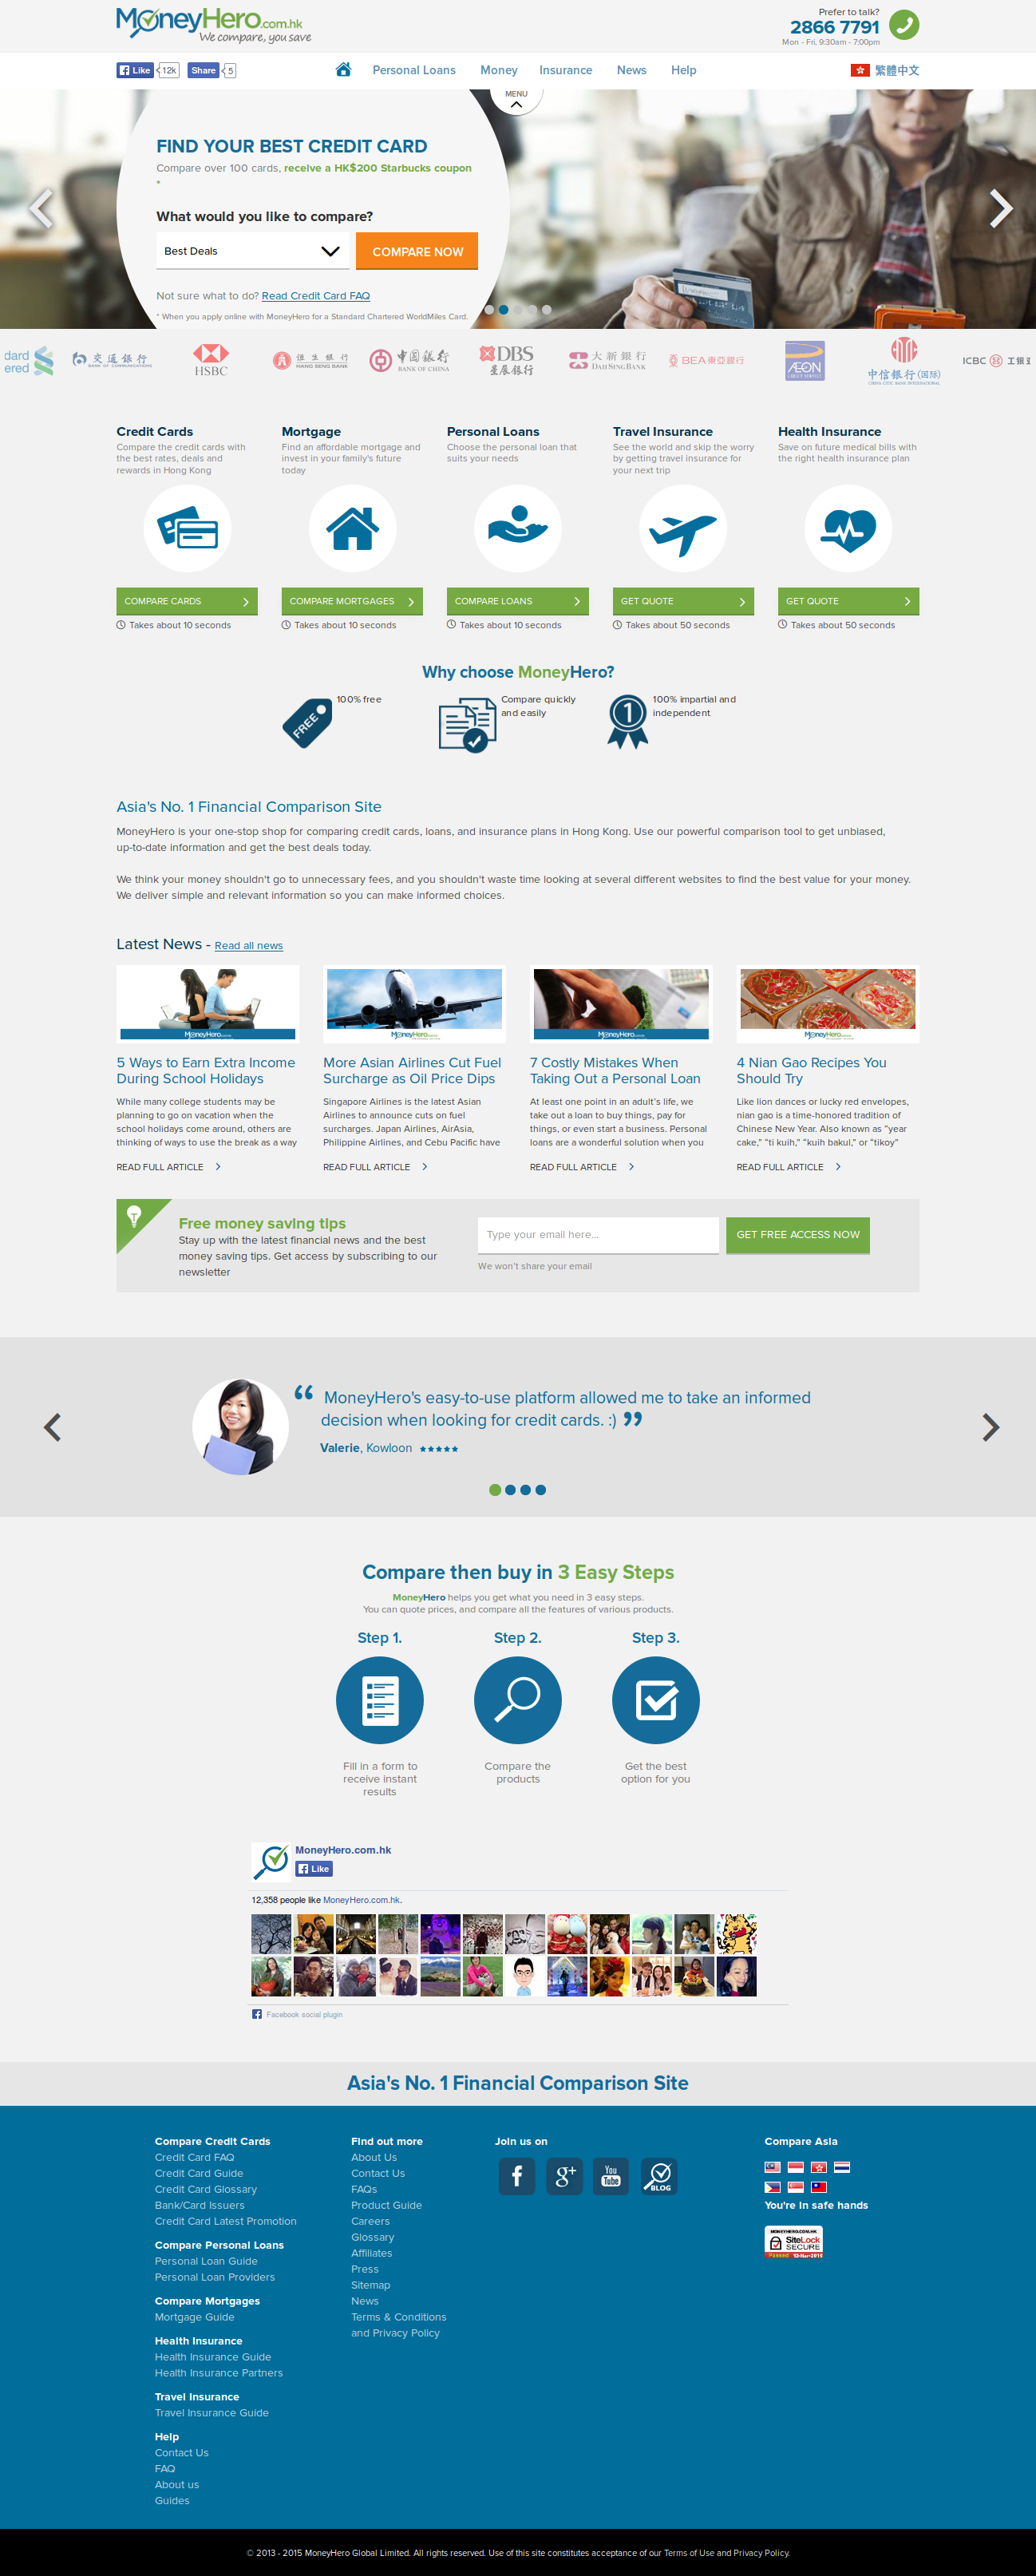 MoneyHero.com.hk
We compare, you save
Prefer to talk?
2866 7791
Mon - Fri, 9:30am - 7:00pm
Like 12k Share 5
Personal Loans Money Insurance News Help
繁體中文
MENU
FIND YOUR BEST CREDIT CARD
Compare over 100 cards, receive a HK$200 Starbucks coupon
*
What would you like to compare?
Best Deals
COMPARE NOW
Not sure what to do? Read Credit Card FAQ
* When you apply online with MoneyHero for a Standard Chartered WorldMiles Card.
dard
ered
交通銀行
BANK OF COMMUNICATIONS
HSBC
恒生銀行
HANG SENG BANK
中國銀行
BANK OF CHINA
DBS
星展銀行
大新銀行
DAH SING BANK
BEA東亞銀行
ÆON
中信銀行(国际)
CHINA CITIC BANK INTERNATIONAL
ICBC 工銀
Credit Cards
Compare the credit cards with
the best rates, deals and
rewards in Hong Kong
COMPARE CARDS
Takes about 10 seconds
Mortgage
Find an affordable mortgage and
invest in your family's future
today
COMPARE MORTGAGES
Takes about 10 seconds
Personal Loans
Choose the personal loan that
suits your needs
COMPARE LOANS
Takes about 10 seconds
Travel Insurance
See the world and skip the worry
by getting travel insurance for
your next trip
GET QUOTE
Takes about 50 seconds
Health Insurance
Save on future medical bills with
the right health insurance plan
GET QUOTE
Takes about 50 seconds
Why choose MoneyHero?
FREE
100% free
Compare quickly
and easily
1
100% impartial and
independent
Asia's No. 1 Financial Comparison Site
MoneyHero is your one-stop shop for comparing credit cards, loans, and insurance plans in Hong Kong. Use our powerful comparison tool to get unbiased,
up-to-date information and get the best deals today.
We think your money shouldn't go to unnecessary fees, and you shouldn't waste time looking at several different websites to find the best value for your money.
We deliver simple and relevant information so you can make informed choices.
Latest News - Read all news
MoneyHero
5 Ways to Earn Extra Income
During School Holidays
While many college students may be
planning to go on vacation when the
school holidays come around, others are
thinking of ways to use the break as a way
READ FULL ARTICLE
MoneyHero
More Asian Airlines Cut Fuel
Surcharge as Oil Price Dips
Singapore Airlines is the latest Asian
Airlines to announce cuts on fuel
surcharges. Japan Airlines, AirAsia,
Philippine Airlines, and Cebu Pacific have
READ FULL ARTICLE
MoneyHero
7 Costly Mistakes When
Taking Out a Personal Loan
At least one point in an adult's life, we
take out a loan to buy things, pay for
things, or even start a business. Personal
loans are a wonderful solution when you
READ FULL ARTICLE
MoneyHero
4 Nian Gao Recipes You
Should Try
Like lion dances or lucky red envelopes,
nian gao is a time-honored tradition of
Chinese New Year. Also known as “year
cake,” “ti kuih,” “kuih bakul,” or “tikoy”
READ FULL ARTICLE
Free money saving tips
Stay up with the latest financial news and the best
money saving tips. Get access by subscribing to our
newsletter
Type your email here...
GET FREE ACCESS NOW
We won't share your email
“ MoneyHero's easy-to-use platform allowed me to take an informed
decision when looking for credit cards. :) ”
Valerie, Kowloon ★★★★★
Compare then buy in 3 Easy Steps
MoneyHero helps you get what you need in 3 easy steps.
You can quote prices, and compare all the features of various products.
Step 1.
Fill in a form to
receive instant
results
Step 2.
Compare the
products
Step 3.
Get the best
option for you
MoneyHero.com.hk
Like
12,358 people like MoneyHero.com.hk.
Facebook social plugin
Asia's No. 1 Financial Comparison Site
Compare Credit Cards
Credit Card FAQ
Credit Card Guide
Credit Card Glossary
Bank/Card Issuers
Credit Card Latest Promotion
Compare Personal Loans
Personal Loan Guide
Personal Loan Providers
Compare Mortgages
Mortgage Guide
Health Insurance
Health Insurance Guide
Health Insurance Partners
Travel Insurance
Travel Insurance Guide
Help
Contact Us
FAQ
About us
Guides
Find out more
About Us
Contact Us
FAQs
Product Guide
Careers
Glossary
Affiliates
Press
Sitemap
News
Terms & Conditions
and Privacy Policy
Join us on
You Tube
BLOG
Compare Asia
You're in safe hands
MONEYHERO.COM.HK
SiteLock
SECURE
Passed 13-Mar-2015
© 2013 - 2015 MoneyHero Global Limited. All rights reserved. Use of this site constitutes acceptance of our Terms of Use and Privacy Policy.